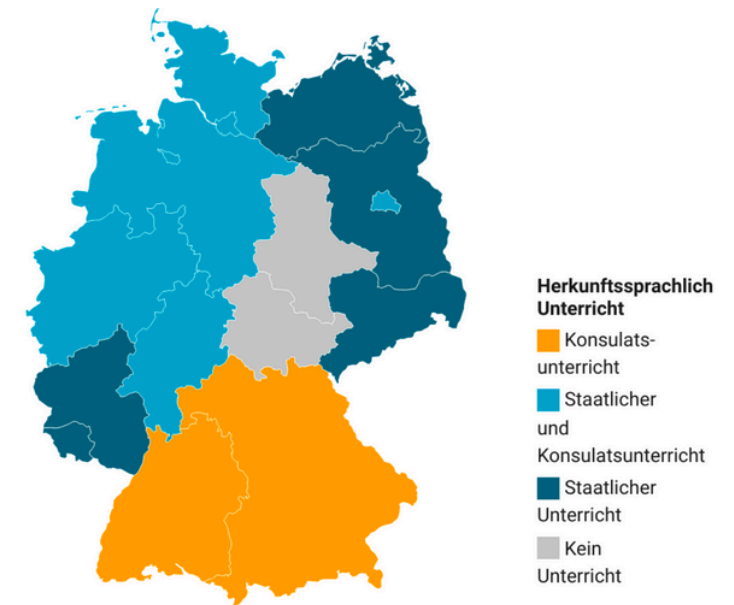 Herkunftssprachlich
Unterricht
Konsulats-
unterricht
Staatlicher
und
Konsulatsunterricht
Staatlicher
Unterricht
Kein
Unterricht